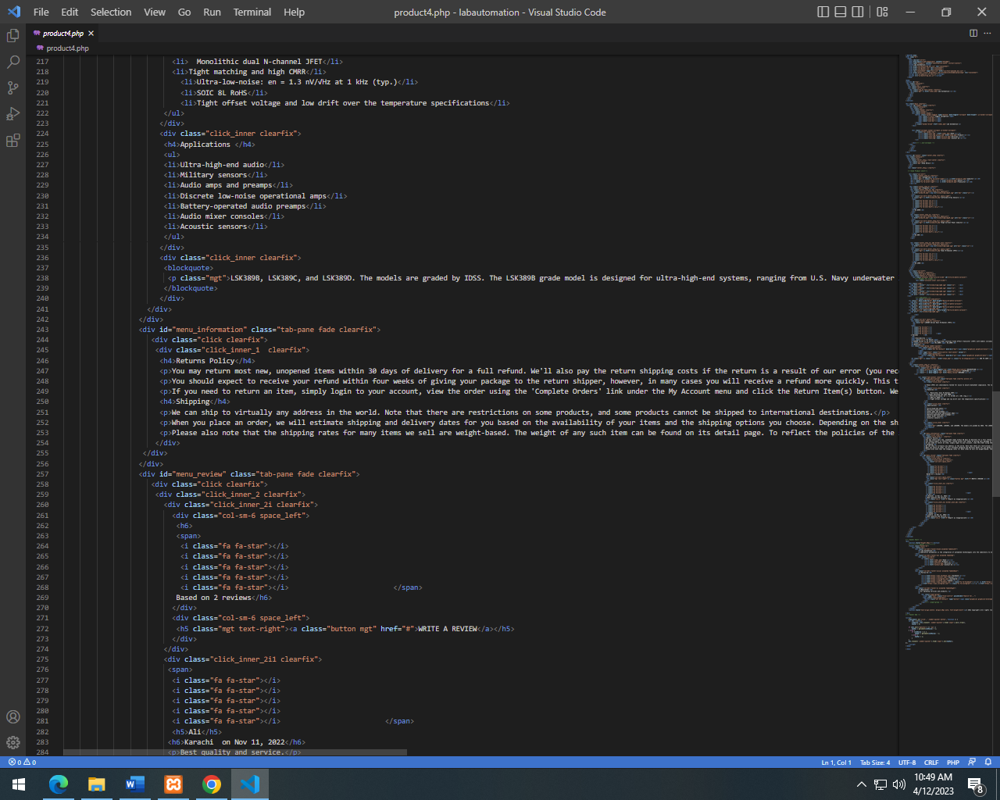 File Edit Selection View Go Run Terminal Help product4.php - labautomation - Visual Studio Code
product4.php
product4.php
217 <li>  Monolithic dual N-channel JFET</li>
218 <li>Tight matching and high CMRR</li>
219 <li>Ultra-low-noise: en = 1.3 nV/√Hz at 1 kHz (typ.)</li>
220 <li>SOIC 8L RoHS</li>
221 <li>Tight offset voltage and low drift over the temperature specifications</li>
222 </ul>
223 </div>
224 <div class="click_inner clearfix">
225 <h4>Applications </h4>
226 <ul>
227 <li>Ultra-high-end audio</li>
228 <li>Military sensors</li>
229 <li>Audio amps and preamps</li>
230 <li>Discrete low-noise operational amps</li>
231 <li>Battery-operated audio preamps</li>
232 <li>Audio mixer consoles</li>
233 <li>Acoustic sensors</li>
234 </ul>
235 </div>
236 <div class="click_inner clearfix">
237 <blockquote>
238 <p class="mgt">LSK389B, LSK389C, and LSK389D. The models are graded by IDSS. The LSK389B grade model is designed for ultra-high-end systems, ranging from U.S. Navy underwater
239 </blockquote>
240 </div>
241 </div>
242 </div>
243 <div id="menu_information" class="tab-pane fade clearfix">
244 <div class="click clearfix">
245 <div class="click_inner_1  clearfix">
246 <h4>Returns Policy</h4>
247 <p>You may return most new, unopened items within 30 days of delivery for a full refund. We'll also pay the return shipping costs if the return is a result of our error (you rec
248 <p>You should expect to receive your refund within four weeks of giving your package to the return shipper, however, in many cases you will receive a refund more quickly. This t
249 <p>If you need to return an item, simply login to your account, view the order using the 'Complete Orders' link under the My Account menu and click the Return Item(s) button. We
250 <h4>Shipping</h4>
251 <p>We can ship to virtually any address in the world. Note that there are restrictions on some products, and some products cannot be shipped to international destinations.</p>
252 <p>When you place an order, we will estimate shipping and delivery dates for you based on the availability of your items and the shipping options you choose. Depending on the sh
253 <p>Please also note that the shipping rates for many items we sell are weight-based. The weight of any such item can be found on its detail page. To reflect the policies of the
254 </div>
255 </div>
256 </div>
257 <div id="menu_review" class="tab-pane fade clearfix">
258 <div class="click clearfix">
259 <div class="click_inner_2 clearfix">
260 <div class="click_inner_2i clearfix">
261 <div class="col-sm-6 space_left">
262 <h6>
263 <span>
264 <i class="fa fa-star"></i>
265 <i class="fa fa-star"></i>
266 <i class="fa fa-star"></i>
267 <i class="fa fa-star"></i>
268 <i class="fa fa-star"></i> </span>
269 Based on 2 reviews</h6>
270 </div>
271 <div class="col-sm-6 space_left">
272 <h5 class="mgt text-right"><a class="button mgt" href="#">WRITE A REVIEW</a></h5>
273 </div>
274 </div>
275 <div class="click_inner_2i1 clearfix">
276 <span>
277 <i class="fa fa-star"></i>
278 <i class="fa fa-star"></i>
279 <i class="fa fa-star"></i>
280 <i class="fa fa-star"></i>
281 <i class="fa fa-star"></i> </span>
282 <h5>Ali</h5>
283 <h6>Karachi  on Nov 11, 2022</h6>
284 <p>Best quality and service.</p>
0 0 Ln 1, Col 1 Tab Size: 4 UTF-8 CRLF PHP
10:49 AM
4/12/2023
8